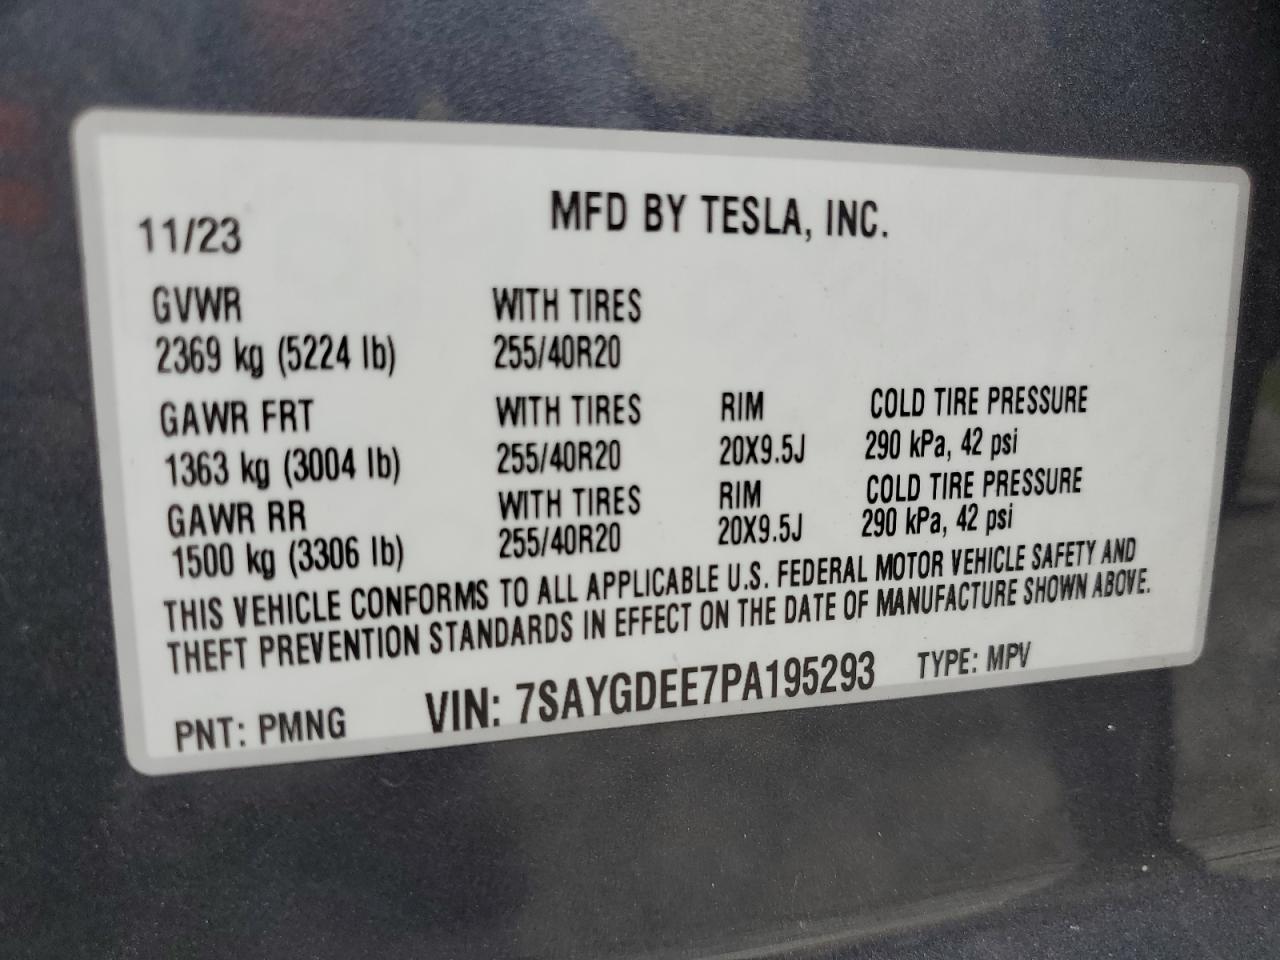 MFD BY TESLA, INC.
11/23
GVWR WITH TIRES
2369 kg (5224 lb) 255/40R20
GAWR FRT WITH TIRES RIM COLD TIRE PRESSURE
1363 kg (3004 lb) 255/40R20 20X9.5J 290 kPa, 42 psi
GAWR RR WITH TIRES RIM COLD TIRE PRESSURE
1500 kg (3306 lb) 255/40R20 20X9.5J 290 kPa, 42 psi
THIS VEHICLE CONFORMS TO ALL APPLICABLE U.S. FEDERAL MOTOR VEHICLE SAFETY AND
THEFT PREVENTION STANDARDS IN EFFECT ON THE DATE OF MANUFACTURE SHOWN ABOVE.
PNT: PMNG VIN: 7SAYGDEE7PA195293 TYPE: MPV